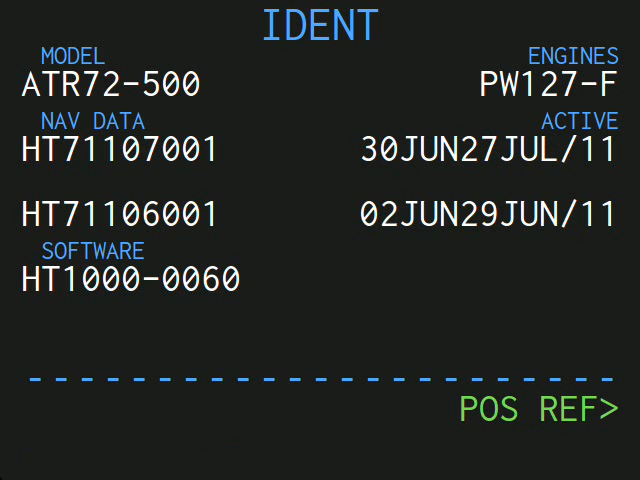 IDENT
MODEL ENGINES
ATR72-500 PW127-F
NAV DATA ACTIVE
HT71107001 30JUN27JUL/11
HT71106001 02JUN29JUN/11
SOFTWARE
HT1000-0060
- - - - - - - - - - - - - - - - - - - - - - -
POS REF>